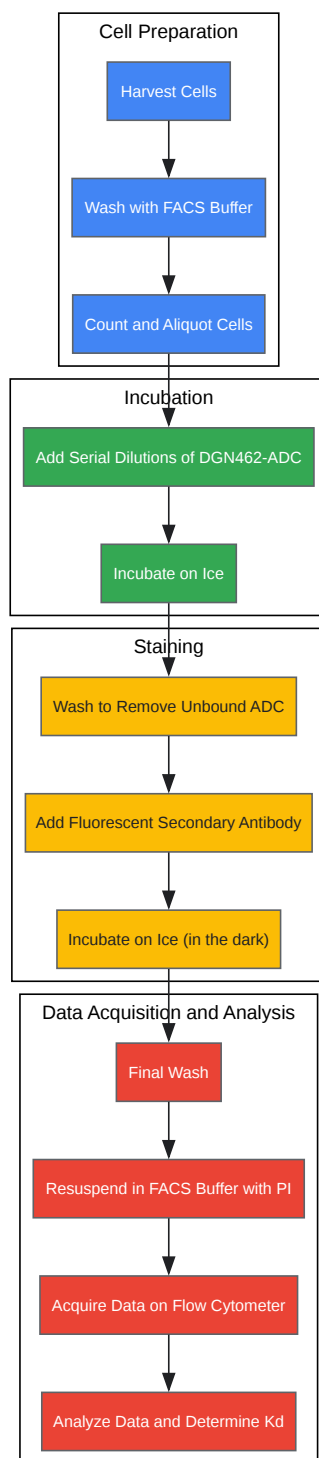 Cell Preparation
Harvest Cells
Wash with FACS Buffer
Count and Aliquot Cells
Incubation
Add Serial Dilutions of DGN462-ADC
Incubate on Ice
Staining
Wash to Remove Unbound ADC
Add Fluorescent Secondary Antibody
Incubate on Ice (in the dark)
Data Acquisition and Analysis
Final Wash
Resuspend in FACS Buffer with PI
Acquire Data on Flow Cytometer
Analyze Data and Determine Kd